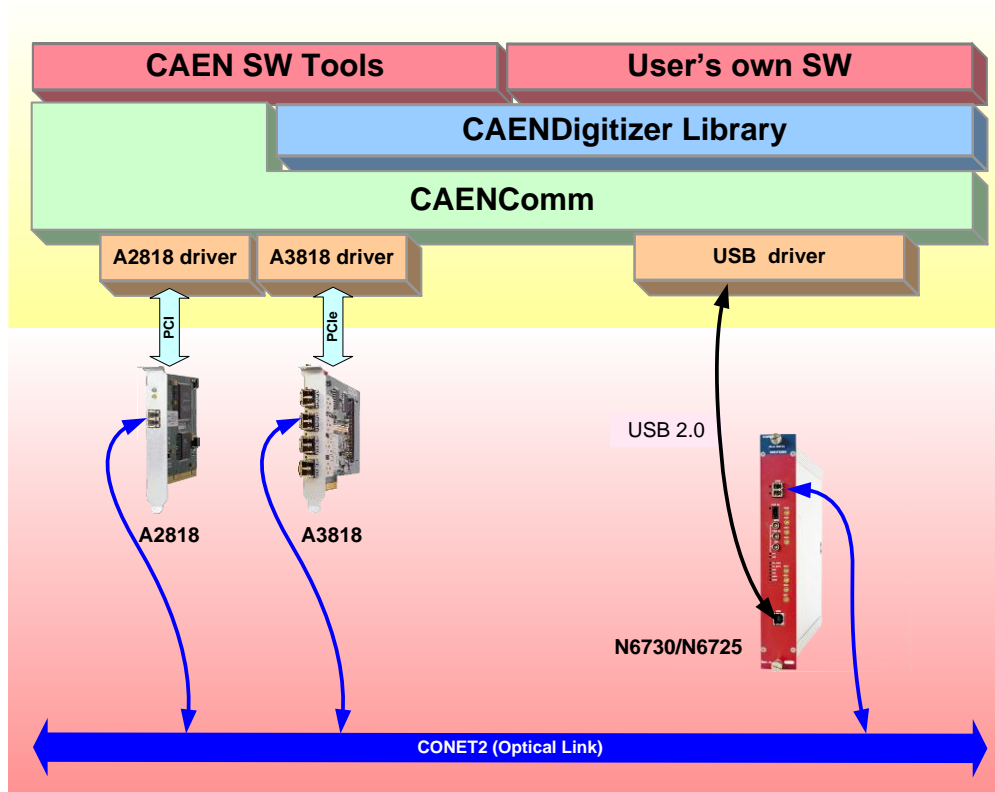 CAEN SW Tools
User's own SW
CAENDigitizer Library
CAENComm
A2818 driver
A3818 driver
USB driver
PCI
PCIe
USB 2.0
A2818
A3818
N6730/N6725
CONET2 (Optical Link)